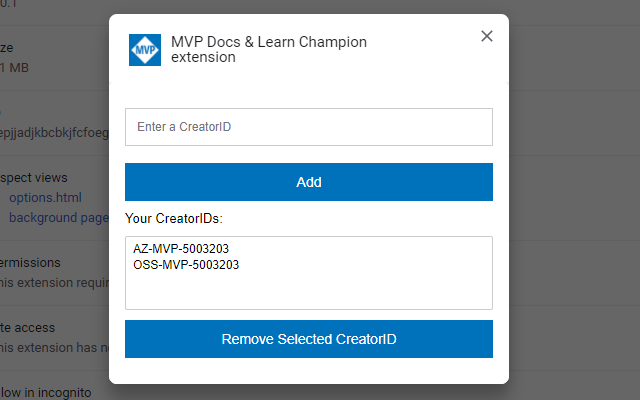 0.1
ze
1 MB
epjjadjkbcbkjfcfoeg
spect views
options.html
background page
ermissions
his extension requir
te access
his extension has n
low in incognito
MVP
MVP Docs & Learn Champion
extension
Enter a CreatorID
Add
Your CreatorIDs:
AZ-MVP-5003203
OSS-MVP-5003203
Remove Selected CreatorID